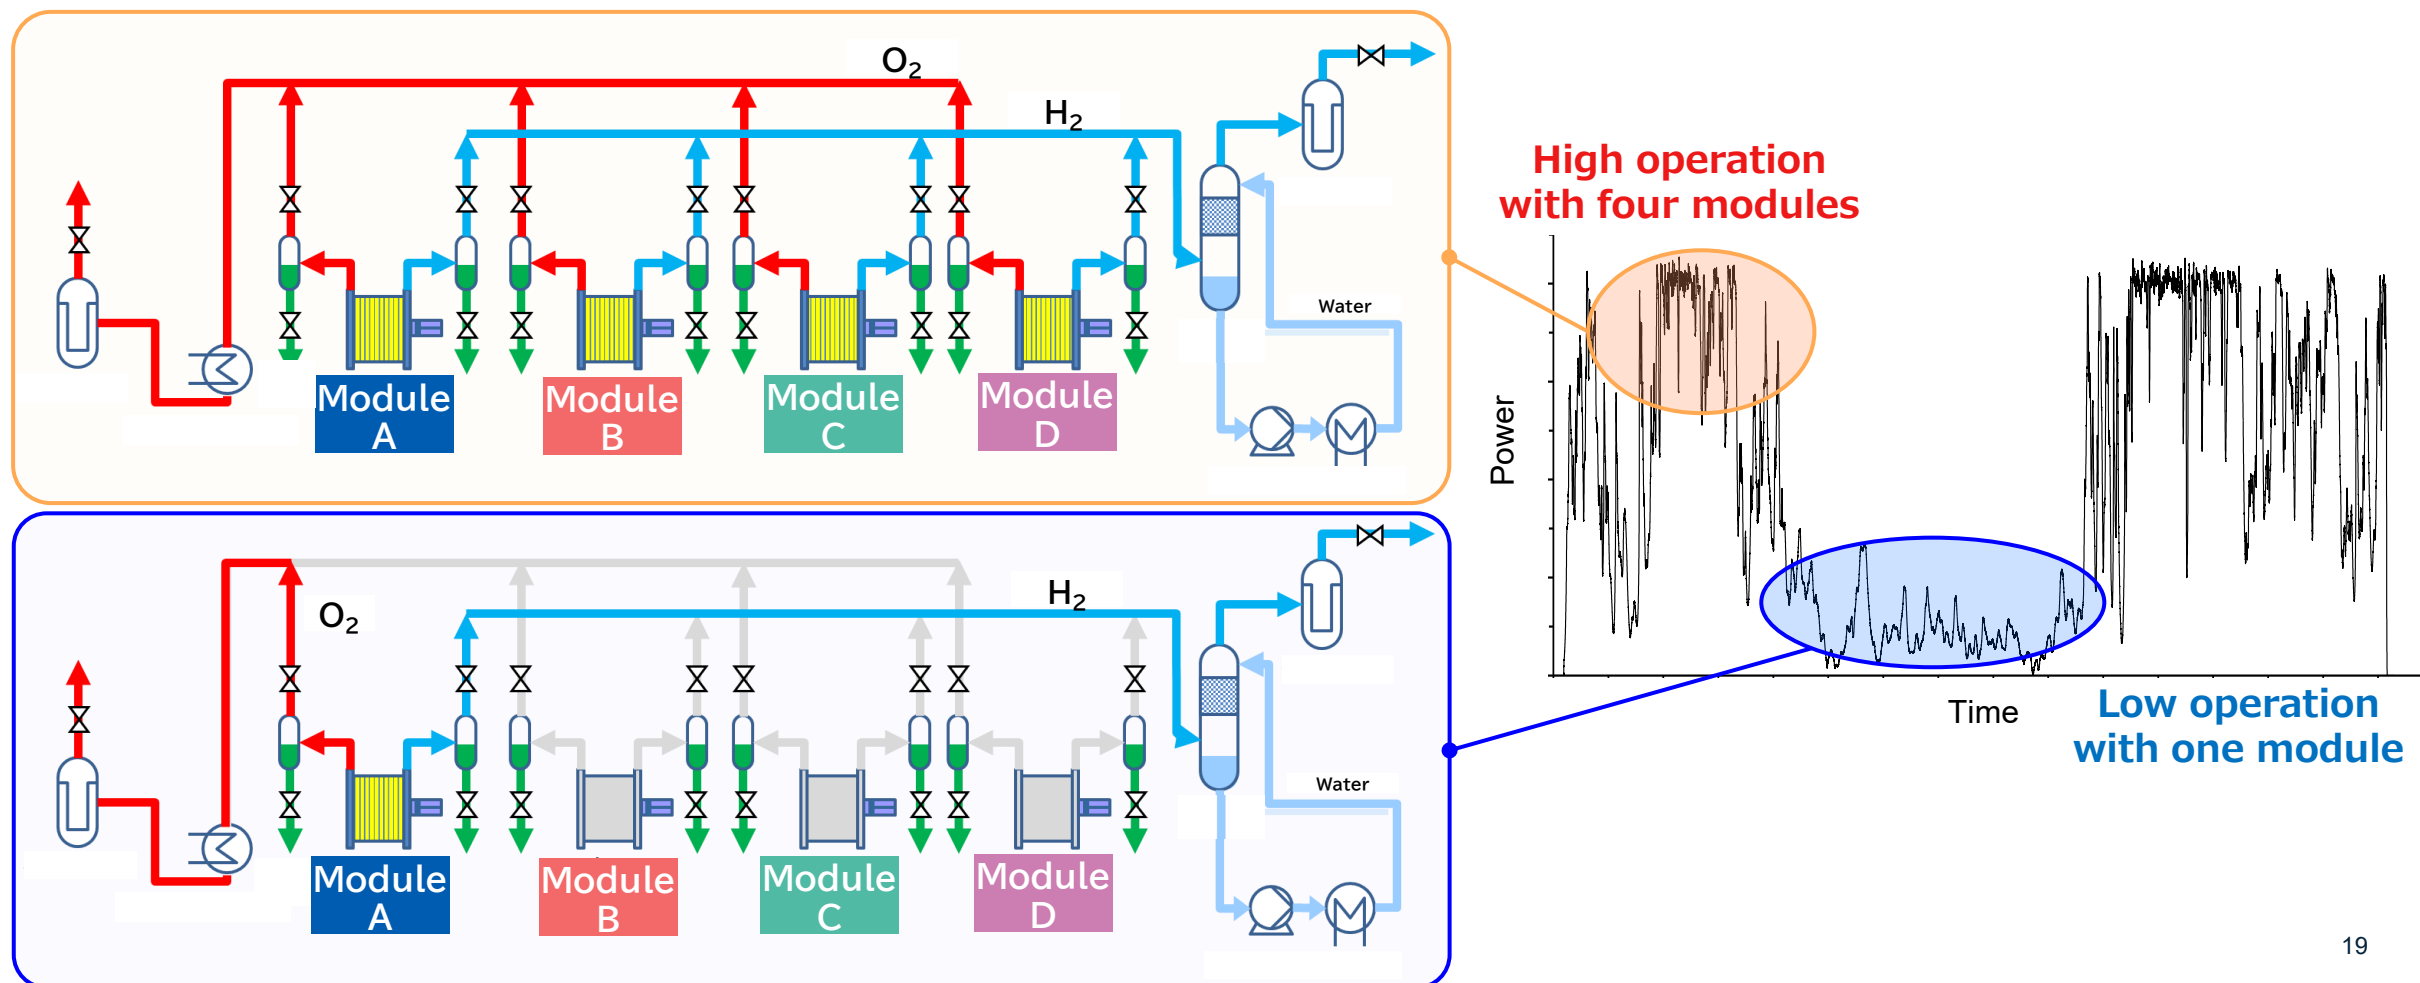 O2
H2
Water
Module
A
Module
B
Module
C
Module
D
High operation
with four modules
Power
Time
Low operation
with one module
O2
H2
Water
Module
A
Module
B
Module
C
Module
D
19